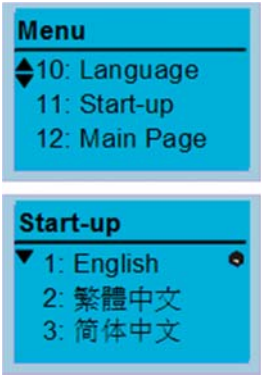 Menu
10: Language
11: Start-up
12: Main Page
Start-up
1: English
2: 繁體中文
3: 简体中文